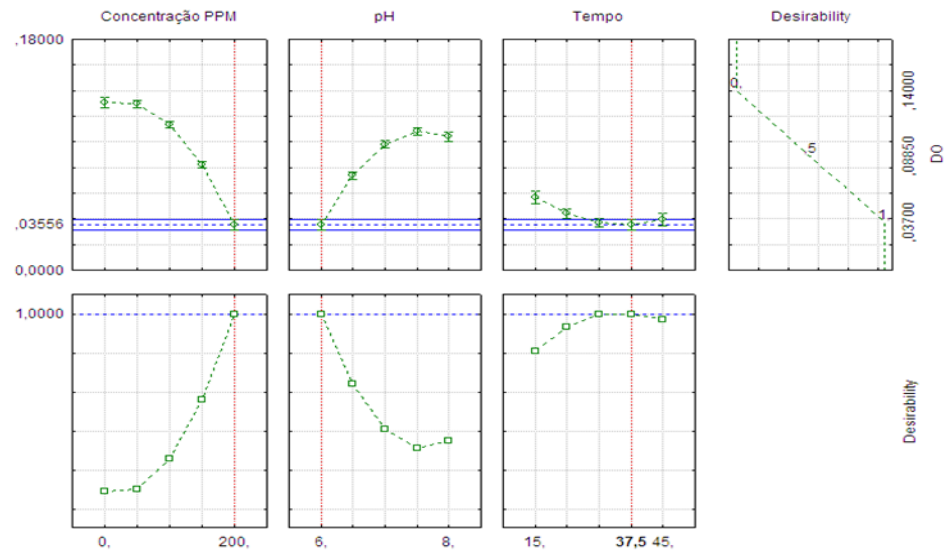 Concentração PPM
pH
Tempo
Desirability
,18000
,03556
0,0000
0,
,5
1,
,14000
,08850
,03700
DO
1,0000
Desirability
0,
200,
6,
8,
15,
37,5
45,